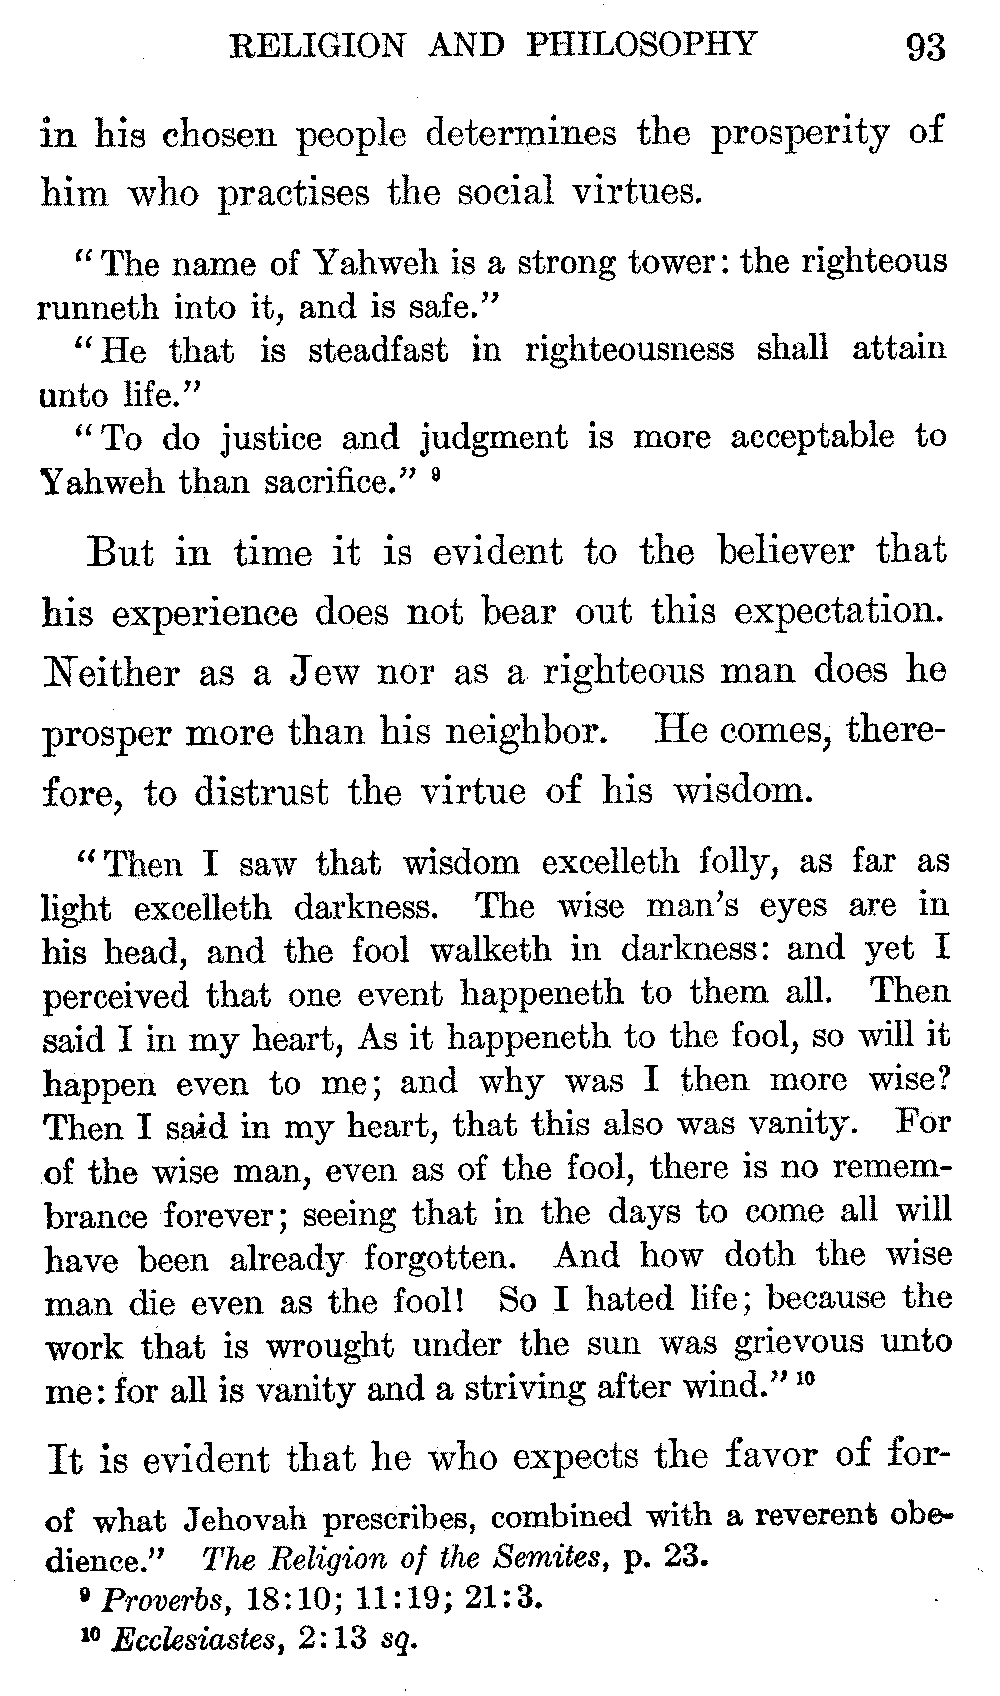 RELIGION AND PHILOSOPHY 93
in his chosen people determines the prosperity of
him who practises the social virtues.
“The name of Yahweh is a strong tower: the righteous
runneth into it, and is safe.”
“He that is steadfast in righteousness shall attain
unto life.”
“To do justice and judgment is more acceptable to
Yahweh than sacrifice.” ⁹
But in time it is evident to the believer that
his experience does not bear out this expectation.
Neither as a Jew nor as a righteous man does he
prosper more than his neighbor. He comes, there-
fore, to distrust the virtue of his wisdom.
“Then I saw that wisdom excelleth folly, as far as
light excelleth darkness. The wise man’s eyes are in
his head, and the fool walketh in darkness: and yet I
perceived that one event happeneth to them all. Then
said I in my heart, As it happeneth to the fool, so will it
happen even to me; and why was I then more wise?
Then I said in my heart, that this also was vanity. For
of the wise man, even as of the fool, there is no remem-
brance forever; seeing that in the days to come all will
have been already forgotten. And how doth the wise
man die even as the fool! So I hated life; because the
work that is wrought under the sun was grievous unto
me: for all is vanity and a striving after wind.” ¹⁰
It is evident that he who expects the favor of for-
of what Jehovah prescribes, combined with a reverent obe-
dience.” The Religion of the Semites, p. 23.
⁹ Proverbs, 18:10; 11:19; 21:3.
¹⁰ Ecclesiastes, 2:13 sq.